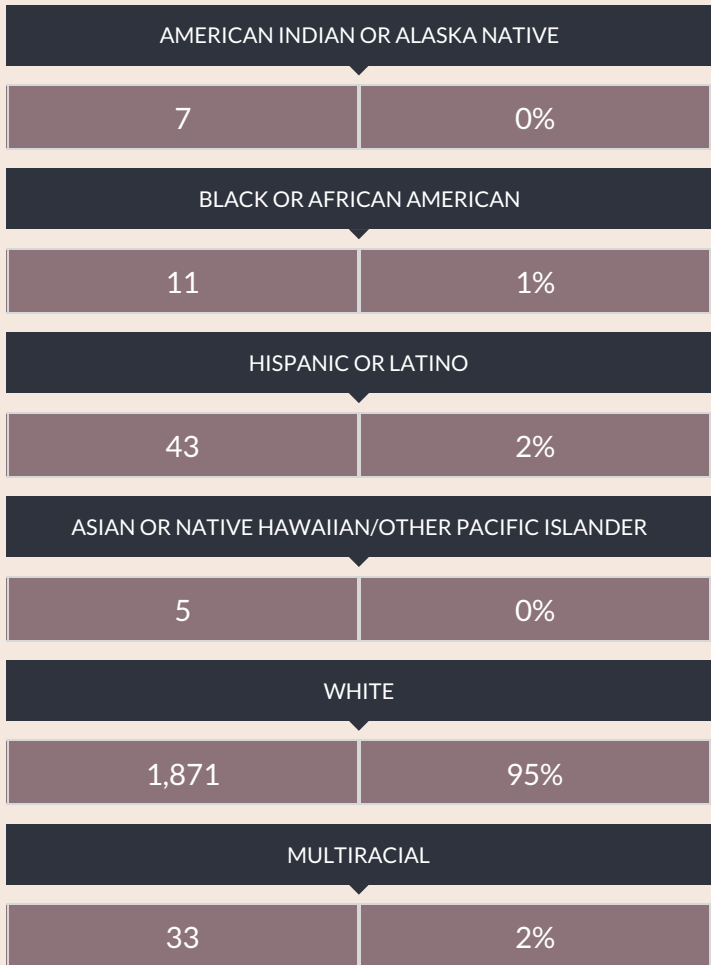 AMERICAN INDIAN OR ALASKA NATIVE
7 0%
BLACK OR AFRICAN AMERICAN
11 1%
HISPANIC OR LATINO
43 2%
ASIAN OR NATIVE HAWAIIAN/OTHER PACIFIC ISLANDER
5 0%
WHITE
1,871 95%
MULTIRACIAL
33 2%